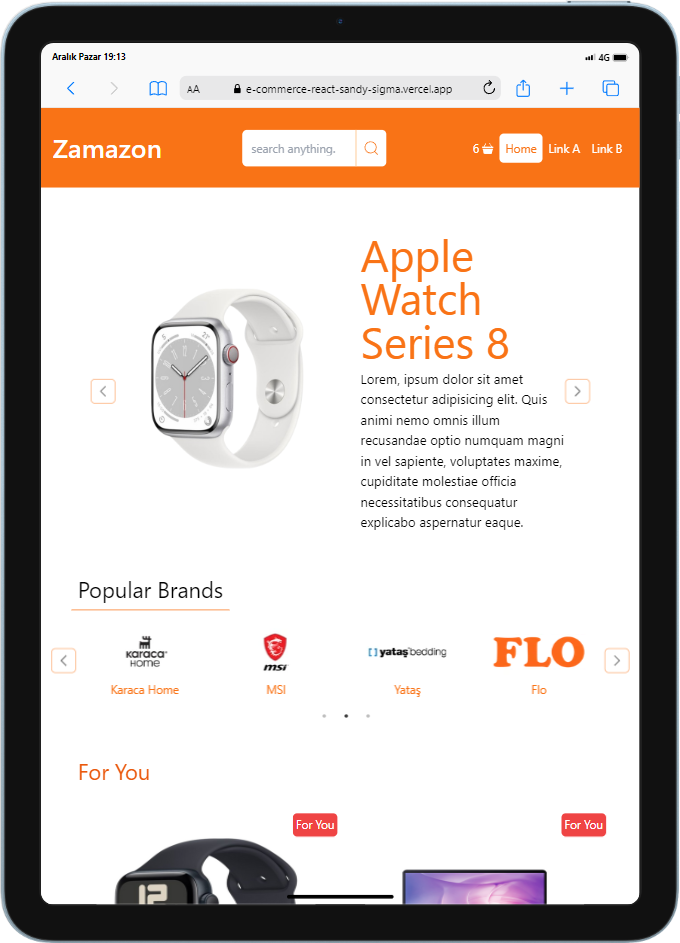 Aralık Pazar 19:13
4G
AA
e-commerce-react-sandy-sigma.vercel.app
Zamazon
search anything.
6
Home
Link A
Link B
Apple
Watch
Series 8
Lorem, ipsum dolor sit amet
consectetur adipisicing elit. Quis
animi nemo omnis illum
recusandae optio numquam magni
in vel sapiente, voluptates maxime,
cupiditate molestiae officia
necessitatibus consequatur
explicabo aspernatur eaque.
Popular Brands
KARACA
HOME
msi
yataş bedding
FLO
Karaca Home
MSI
Yataş
Flo
For You
For You
For You
12